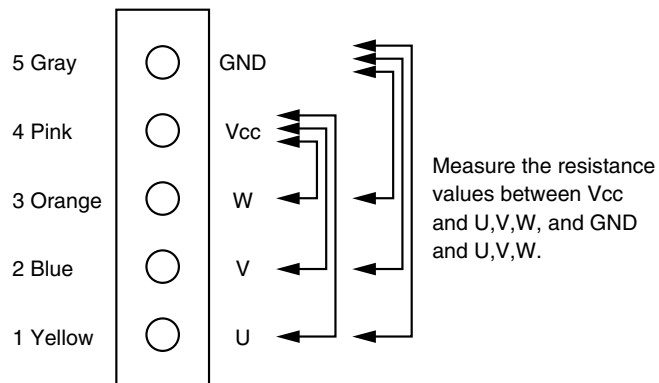 5 Gray GND
4 Pink Vcc
3 Orange W
2 Blue V
1 Yellow U
Measure the resistance
values between Vcc
and U,V,W, and GND
and U,V,W.